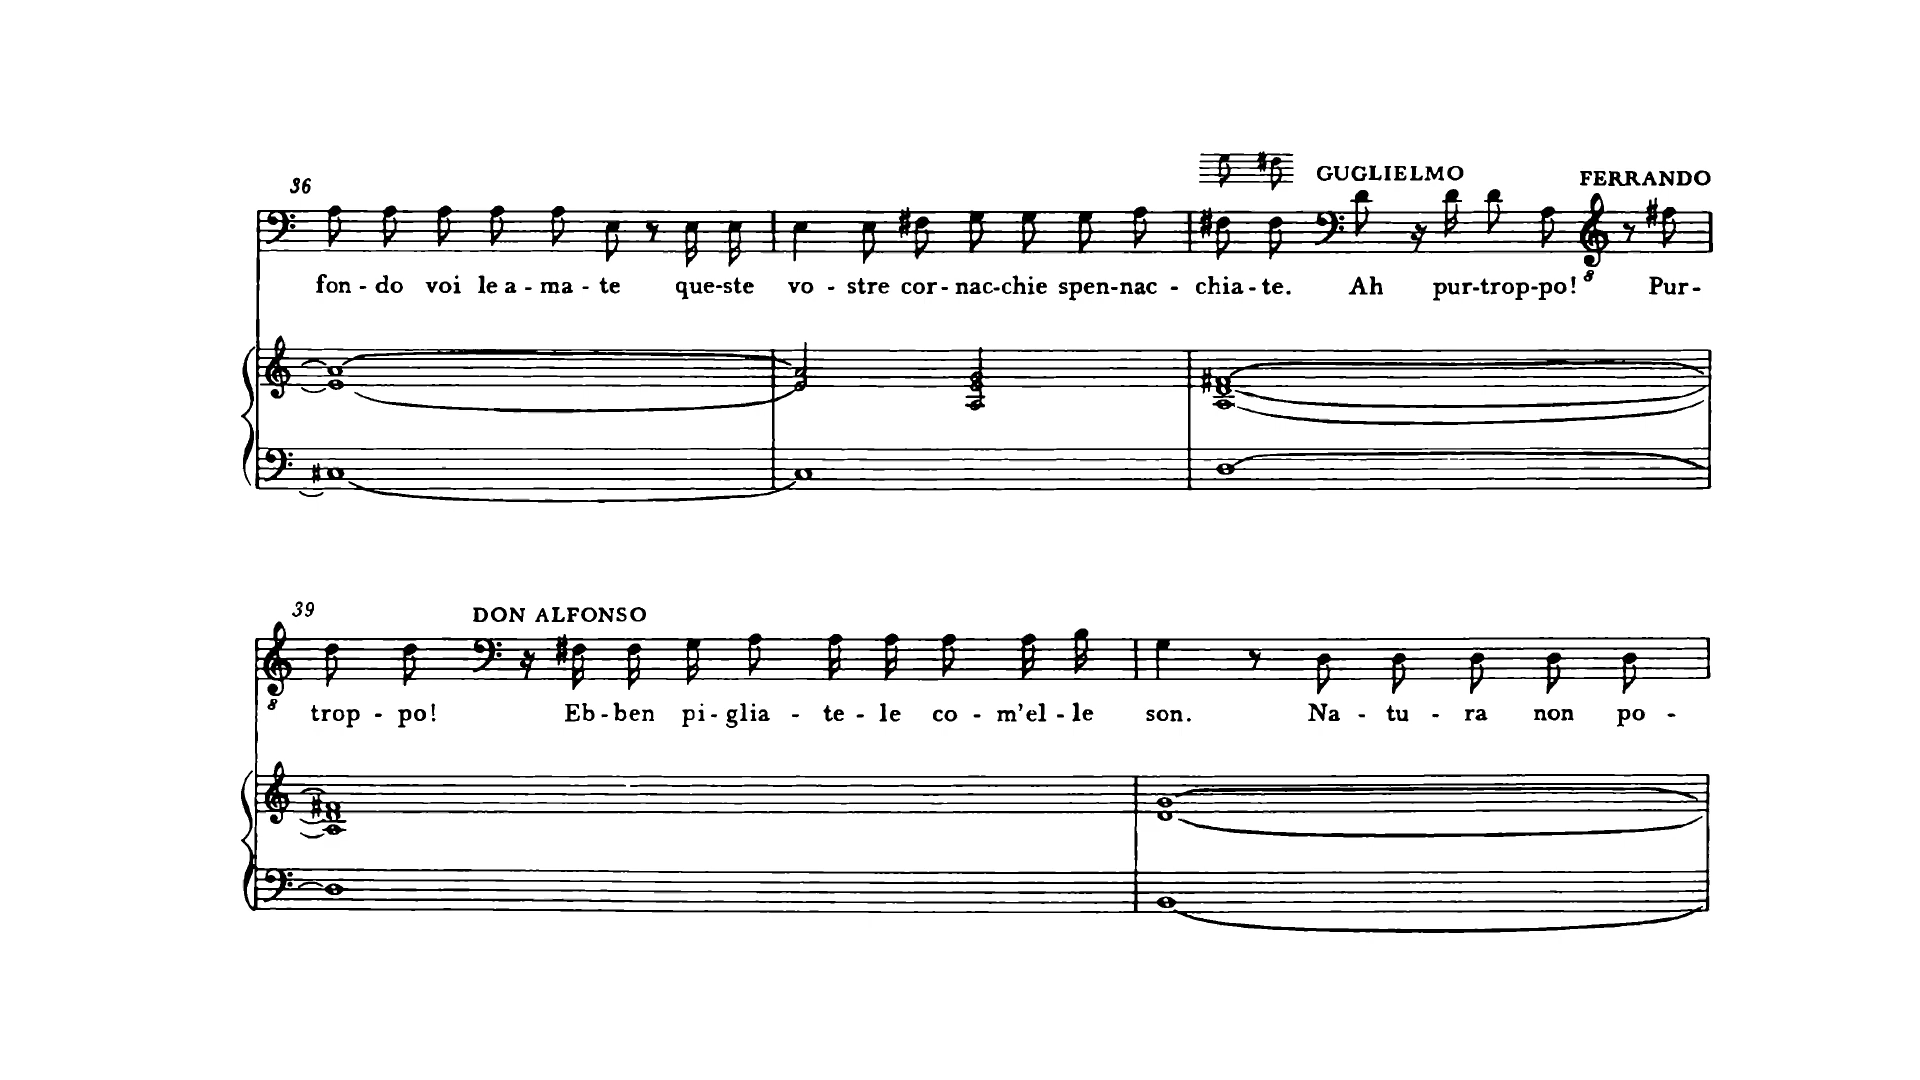 36
GUGLIELMO FERRANDO
fon - do voi le a - ma - te que-ste vo - stre cor - nac-chie spen-nac - chia - te. Ah pur-trop-po! Pur -
8
39
DON ALFONSO
8
trop - po! Eb - ben pi - glia - te - le co - m'el - le son. Na - tu - ra non po -